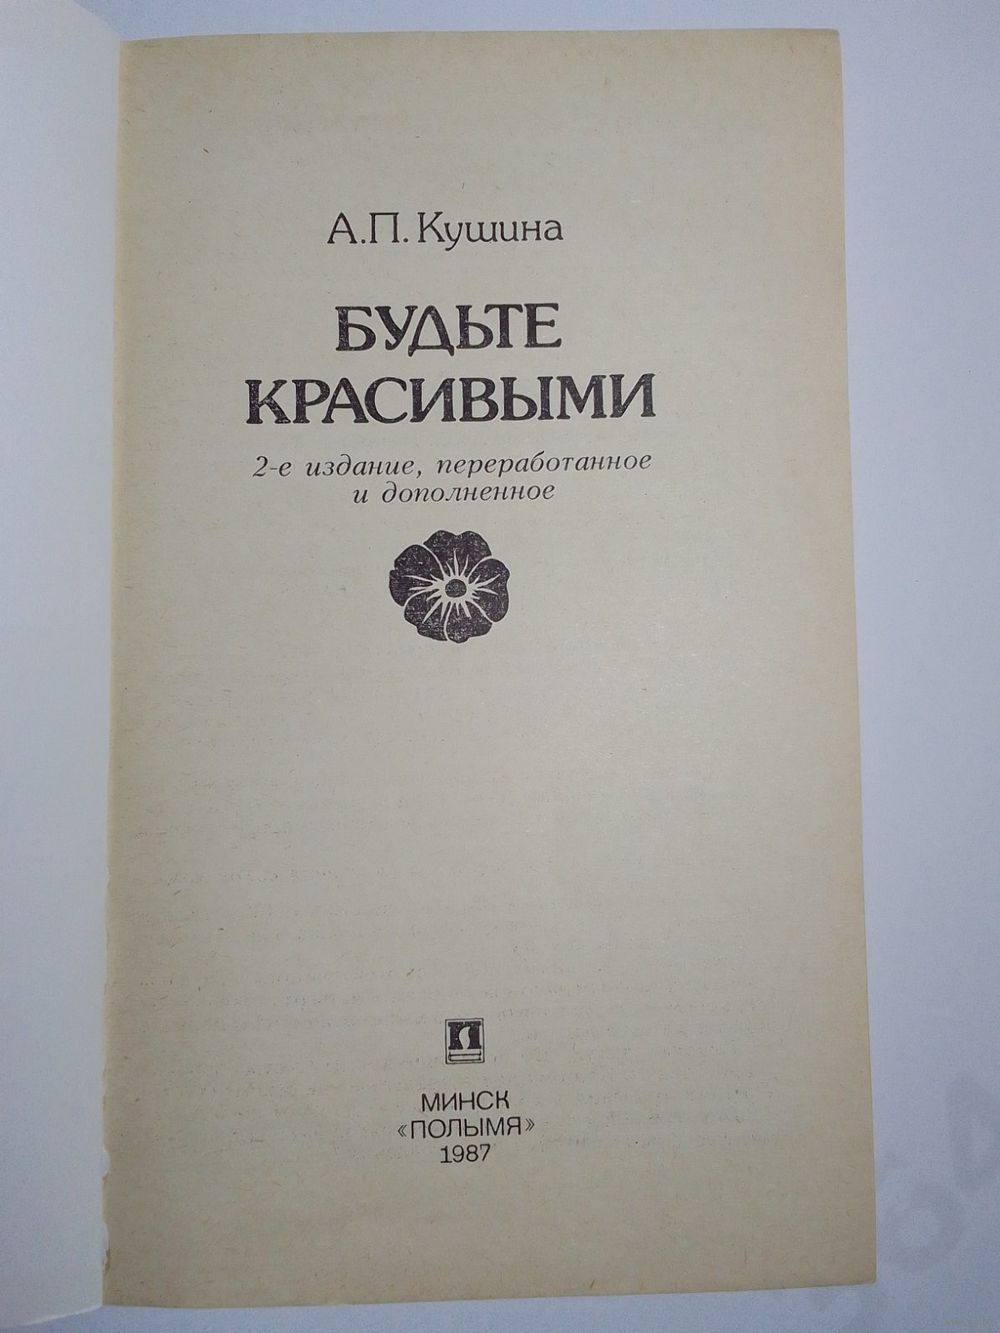 А.П. Кушина
БУДЬТЕ
КРАСИВЫМИ
2-е издание, переработанное
и дополненное
П
МИНСК
«ПОЛЫМЯ»
1987